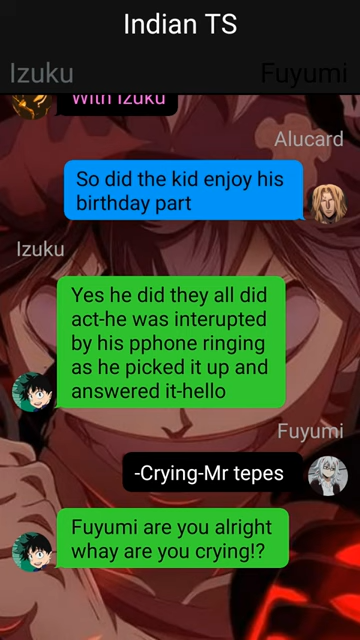 Indian TS
Izuku
Fuyumi
With Izuku
Alucard
So did the kid enjoy his
birthday part
Izuku
Yes he did they all did
act-he was interupted
by his pphone ringing
as he picked it up and
answered it-hello
Fuyumi
-Crying-Mr tepes
Fuyumi are you alright
whay are you crying!?